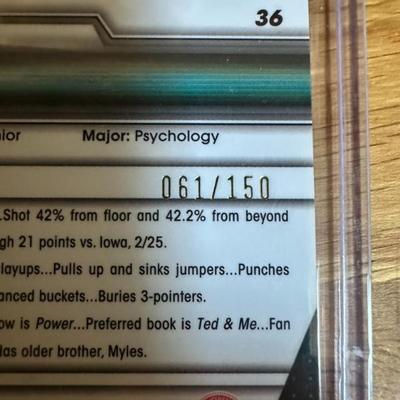 36
nior Major: Psychology
061/150
..Shot 42% from floor and 42.2% from beyond
gh 21 points vs. Iowa, 2/25.
layups...Pulls up and sinks jumpers...Punches
anced buckets...Buries 3-pointers.
ow is Power...Preferred book is Ted & Me...Fan
Has older brother, Myles.